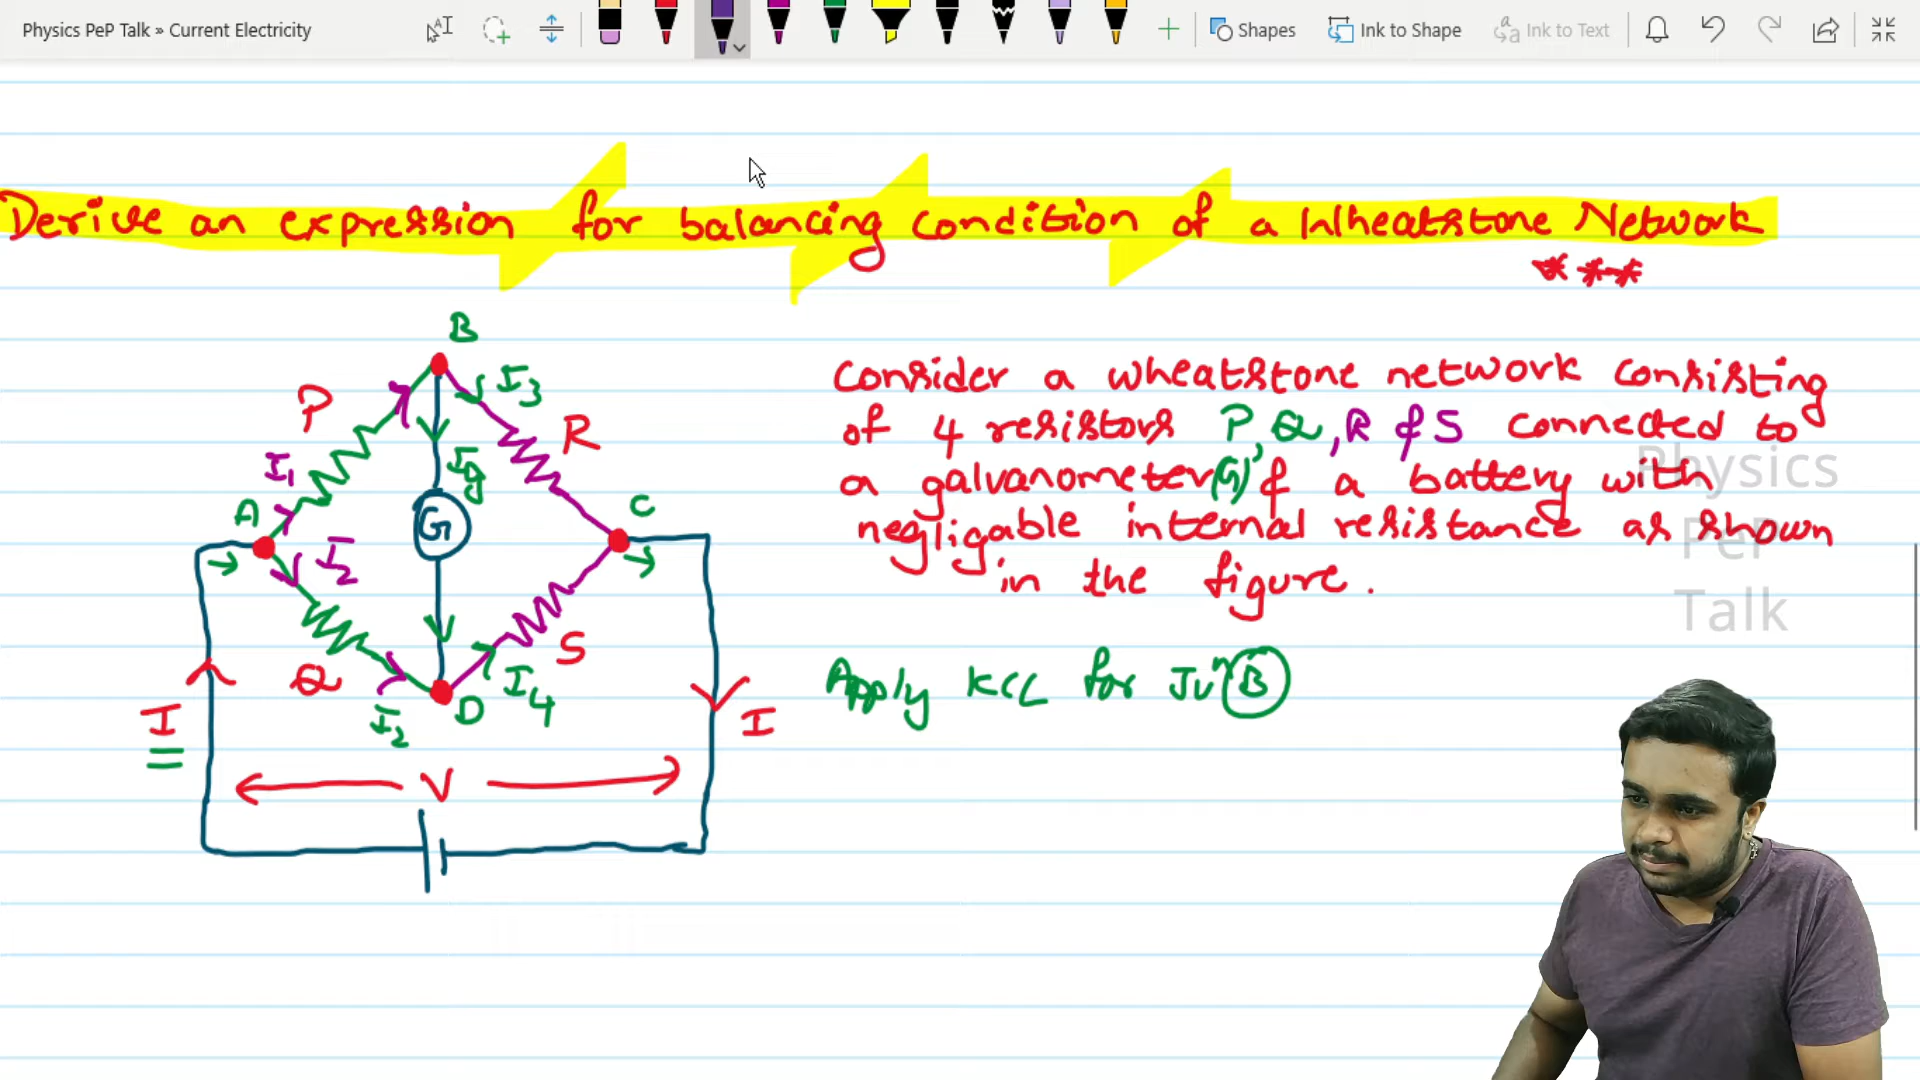 Physics PeP Talk » Current Electricity
Shapes
Ink to Shape
Ink to Text
Derive an expression for balancing condition of a Wheatstone Network
***
B
I3
P
R
I1
Ig
A
G
C
I2
Q
S
I4
I2
D
I
I
V
Consider a wheatstone network consisting
of 4 resistors P, Q, R & S connected to
a galvanometer (G) & a battery with
negligable internal resistance as shown
in the figure.
Apply KCL for Jun B
Physics
PeP
Talk